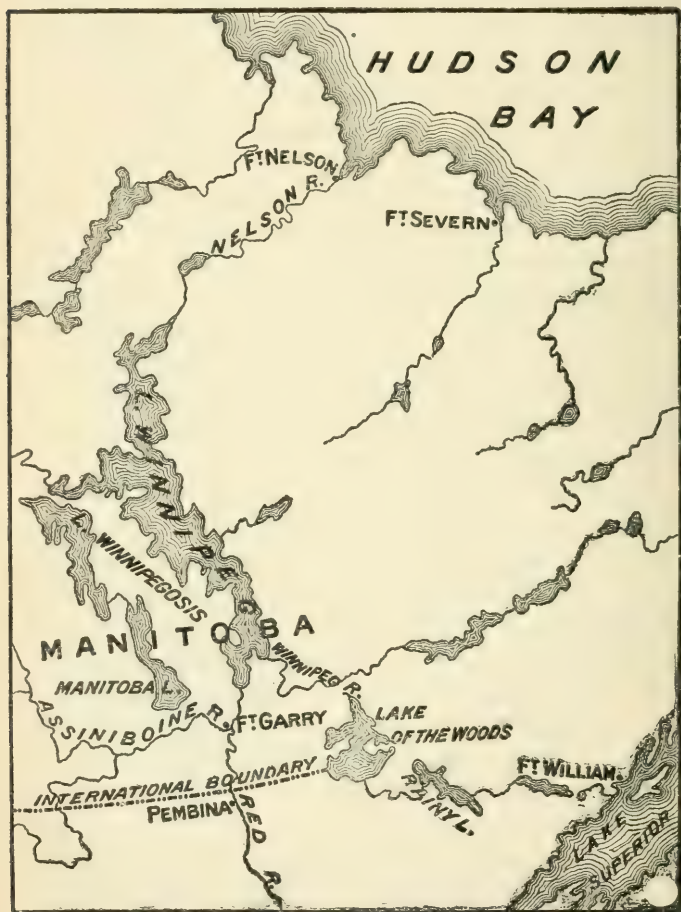 HUDSON
BAY
FT NELSON
NELSON R.
FT SEVERN
L. WINNIPEG
L. WINNIPEGOSIS
MANITOBA
WINNIPEG R.
MANITOBA L.
ASSINIBOINE R.
FT GARRY
LAKE
OF THE WOODS
INTERNATIONAL BOUNDARY
PEMBINA
RED R.
RAINY L.
FT WILLIAM.
LAKE
SUPERIOR